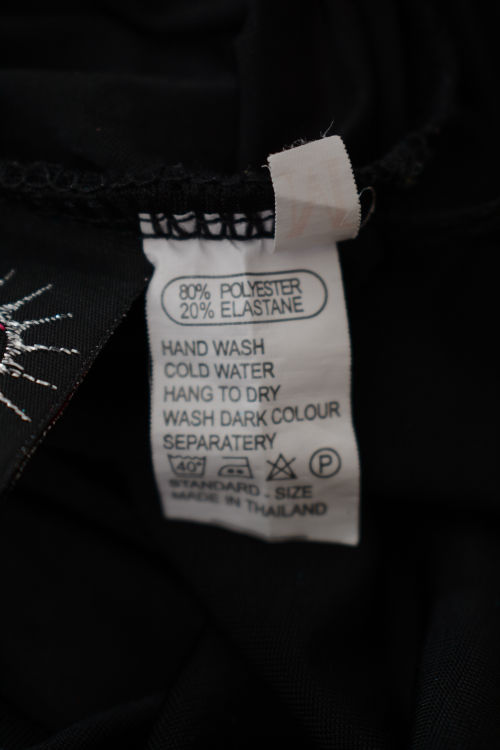 80% POLYESTER
20% ELASTANE
HAND WASH
COLD WATER
HANG TO DRY
WASH DARK COLOUR
SEPARATERY
40° P
STANDARD - SIZE
MADE IN THAILAND